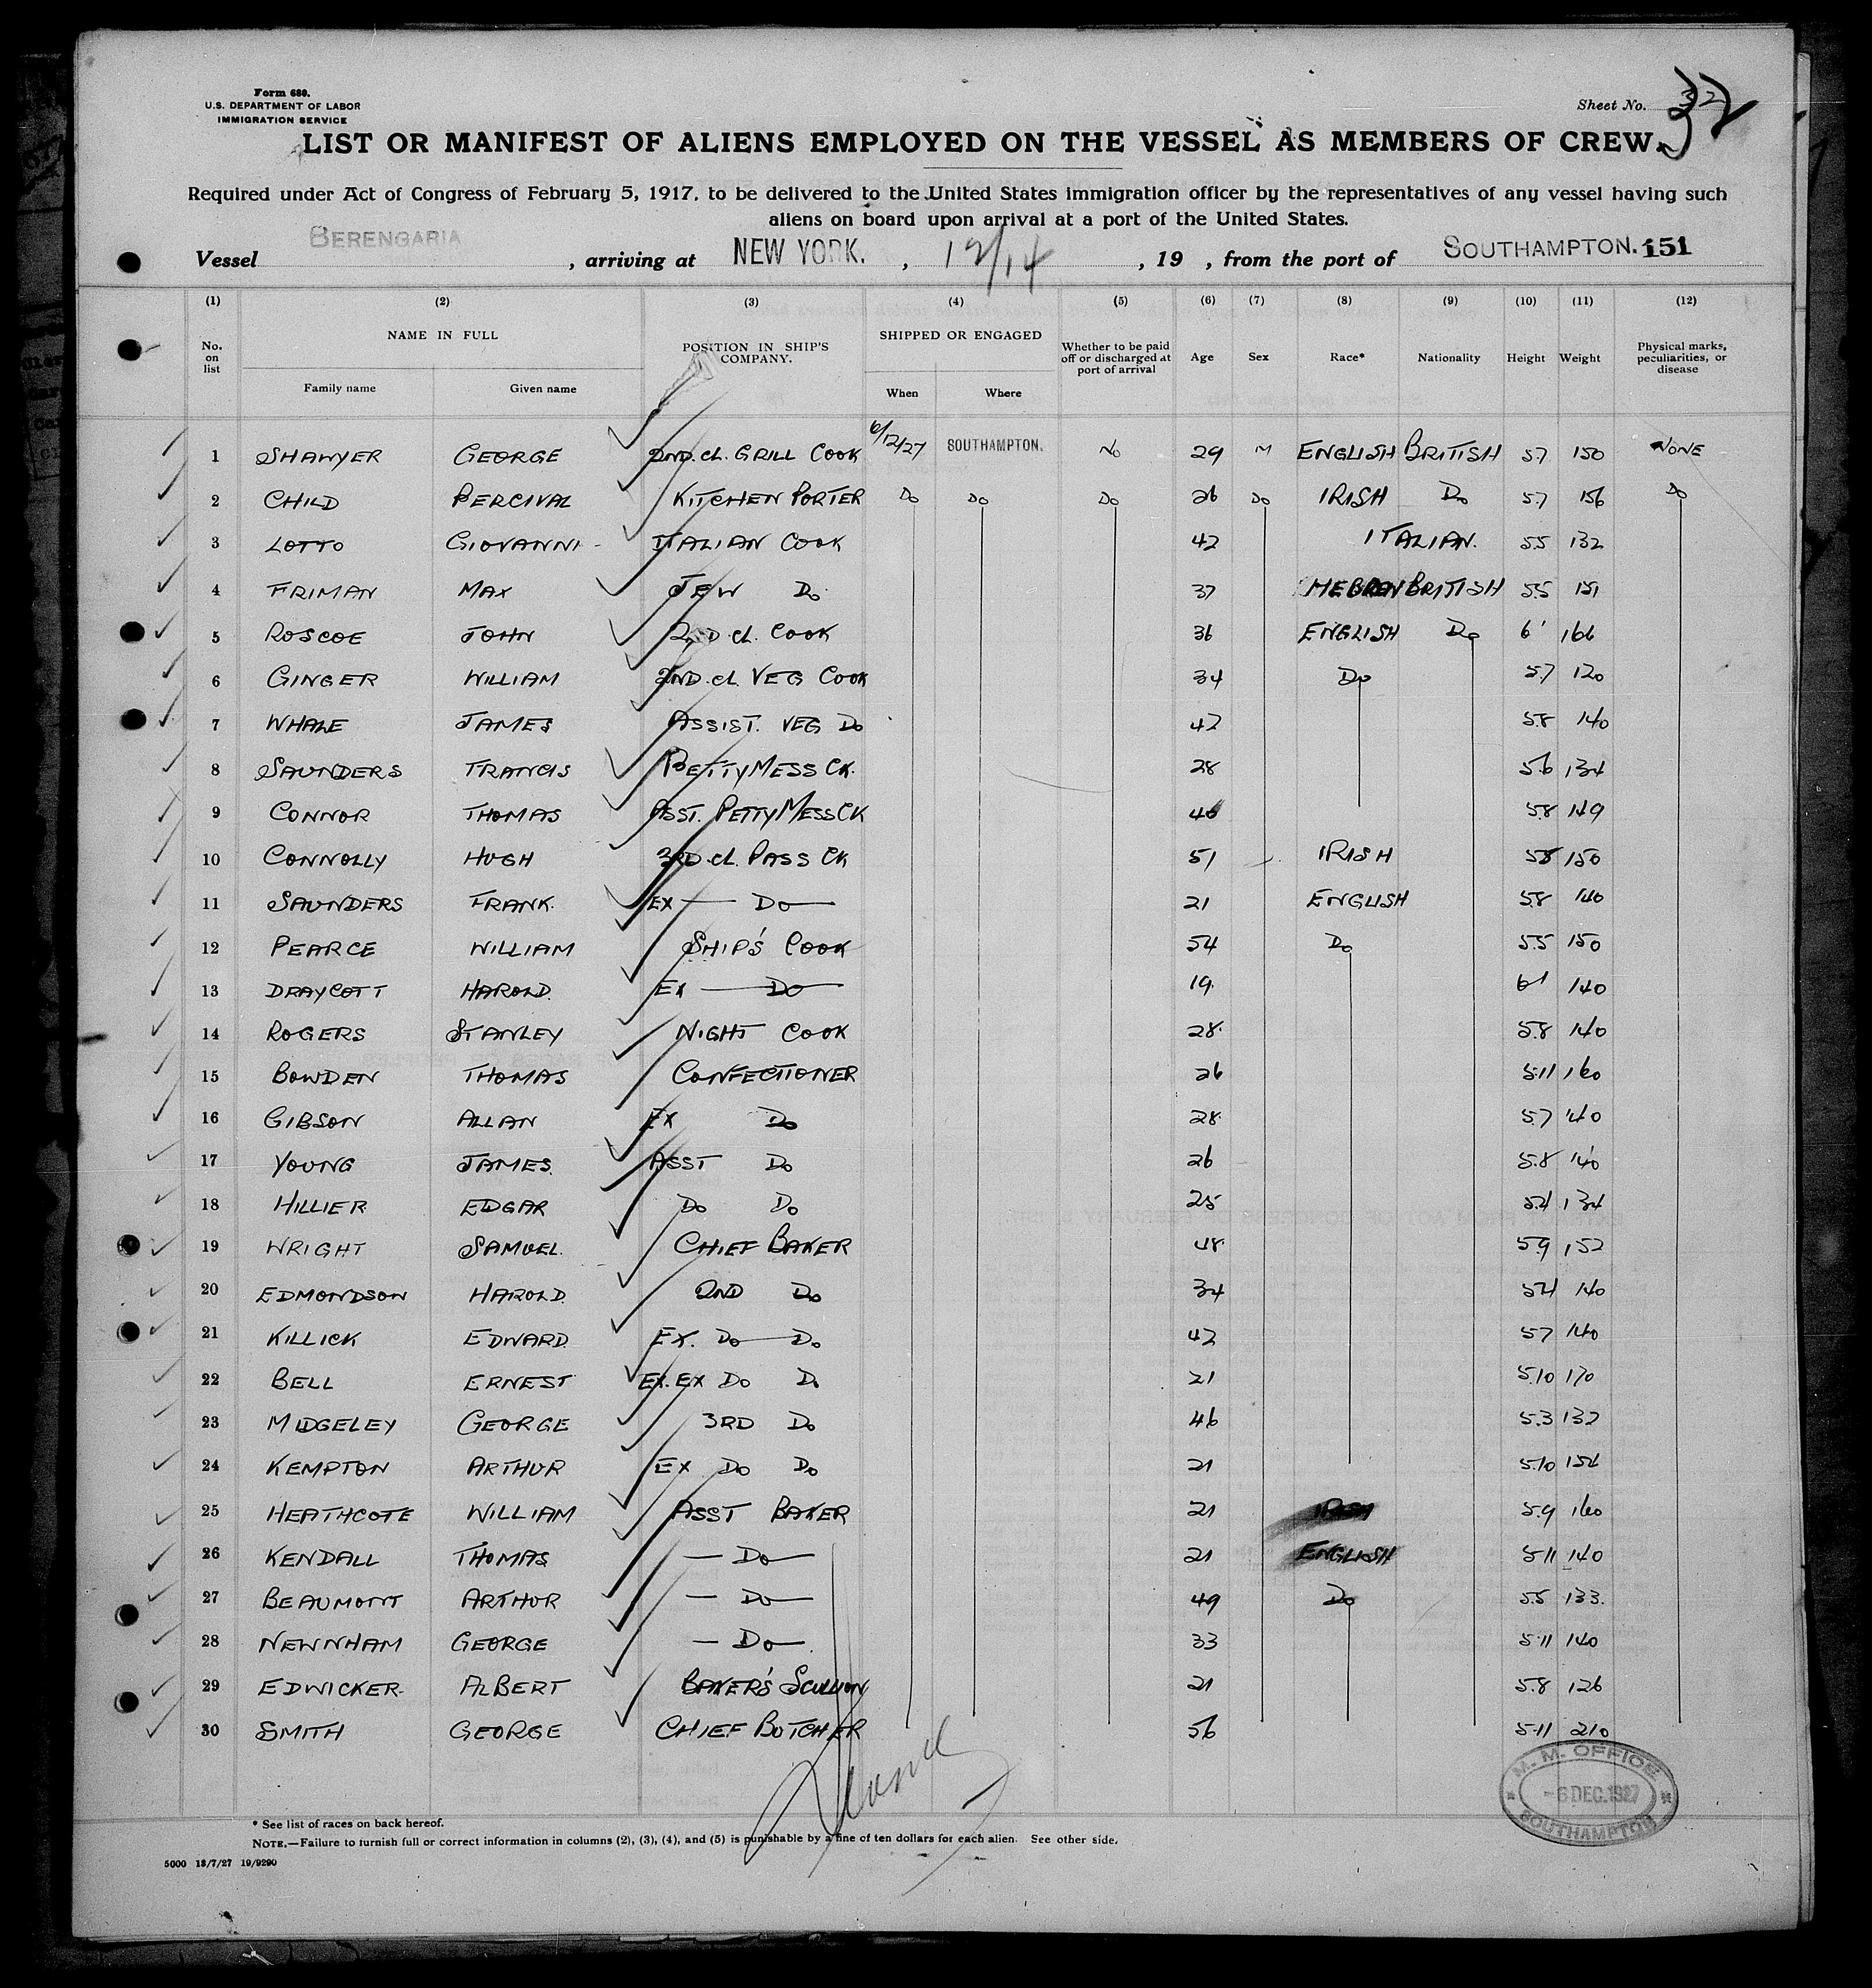 Form 680.
U.S. DEPARTMENT OF LABOR
IMMIGRATION SERVICE
Sheet No. 32
LIST OR MANIFEST OF ALIENS EMPLOYED ON THE VESSEL AS MEMBERS OF CREW.
Required under Act of Congress of February 5, 1917, to be delivered to the United States immigration officer by the representatives of any vessel having such
aliens on board upon arrival at a port of the United States.
Vessel BERENGARIA, arriving at NEW YORK., 12/14, 19 , from the port of SOUTHAMPTON. 151
(1) (2) (3) (4) (5) (6) (7) (8) (9) (10) (11) (12)
No. on list NAME IN FULL Family name Given name POSITION IN SHIP'S COMPANY. SHIPPED OR ENGAGED When Where Whether to be paid off or discharged at port of arrival Age Sex Race* Nationality Height Weight Physical marks, peculiarities, or disease
1 SHAWYER GEORGE 2ND. CL. GRILL COOK 6/12/27 SOUTHAMPTON. No 29 M ENGLISH BRITISH 5.7 150 NONE
2 CHILD PERCIVAL KITCHEN PORTER Do Do Do 26 Do IRISH Do 5.7 156 Do
3 LOTTO GIOVANNI ITALIAN COOK 42 ITALIAN. 5.5 132
4 FRIMAN MAX JEW Do 37 HEBREW BRITISH 5.5 151
5 ROSCOE JOHN 2ND CL. COOK 36 ENGLISH Do 6' 166
6 GINGER WILLIAM 2ND. CL. VEG COOK 34 Do 5.7 120
7 WHALE JAMES ASSIST. VEG Do 42 5.8 140
8 SAUNDERS FRANCIS PETTY MESS CK. 28 5.6 134
9 CONNOR THOMAS ASST. PETTY MESS CK 46 5.8 149
10 CONNOLLY HUGH 3RD. CL. PASS CK 51 IRISH 5.8 150
11 SAUNDERS FRANK. EX — Do — 21 ENGLISH 5.8 140
12 PEARCE WILLIAM SHIP'S COOK 54 Do 5.5 150
13 DRAYCOTT HAROLD. EX — Do — 19. 6' 140
14 ROGERS STANLEY NIGHT COOK 28. 5.8 140
15 BOWDEN THOMAS CONFECTIONER 26 5.11 160
16 GIBSON ALLAN EX Do 28. 5.7 140
17 YOUNG JAMES. ASST Do 26 5.8 140
18 HILLIER EDGAR Do Do 25 5.4 134
19 WRIGHT SAMUEL. CHIEF BAKER 48. 5.9 152
20 EDMONDSON HAROLD. 2ND Do 34 5.4 140
21 KILLICK EDWARD. EX. Do — Do 42 5.7 140
22 BELL ERNEST EX. EX Do Do 21 5.10 170
23 MIDGELEY GEORGE 3RD Do 46 5.3 132
24 KEMPTON ARTHUR EX Do Do 21 5.10 154
25 HEATHCOTE WILLIAM ASST BAKER 21 IRISH 5.9 160
26 KENDALL THOMAS — Do — 21 ENGLISH 5.11 140
27 BEAUMONT ARTHUR — Do — 49 Do 5.5 133.
28 NEWNHAM GEORGE — Do — 33 5.11 140
29 EDWICKER ALBERT BAKER'S SCULLION 21 5.8 126
30 SMITH GEORGE CHIEF BUTCHER 56 5.11 210
M. M. OFFICE
-6 DEC. 1927
SOUTHAMPTON
* See list of races on back hereof.
NOTE.—Failure to furnish full or correct information in columns (2), (3), (4), and (5) is punishable by a fine of ten dollars for each alien. See other side.
5000 13/7/27 19/9290